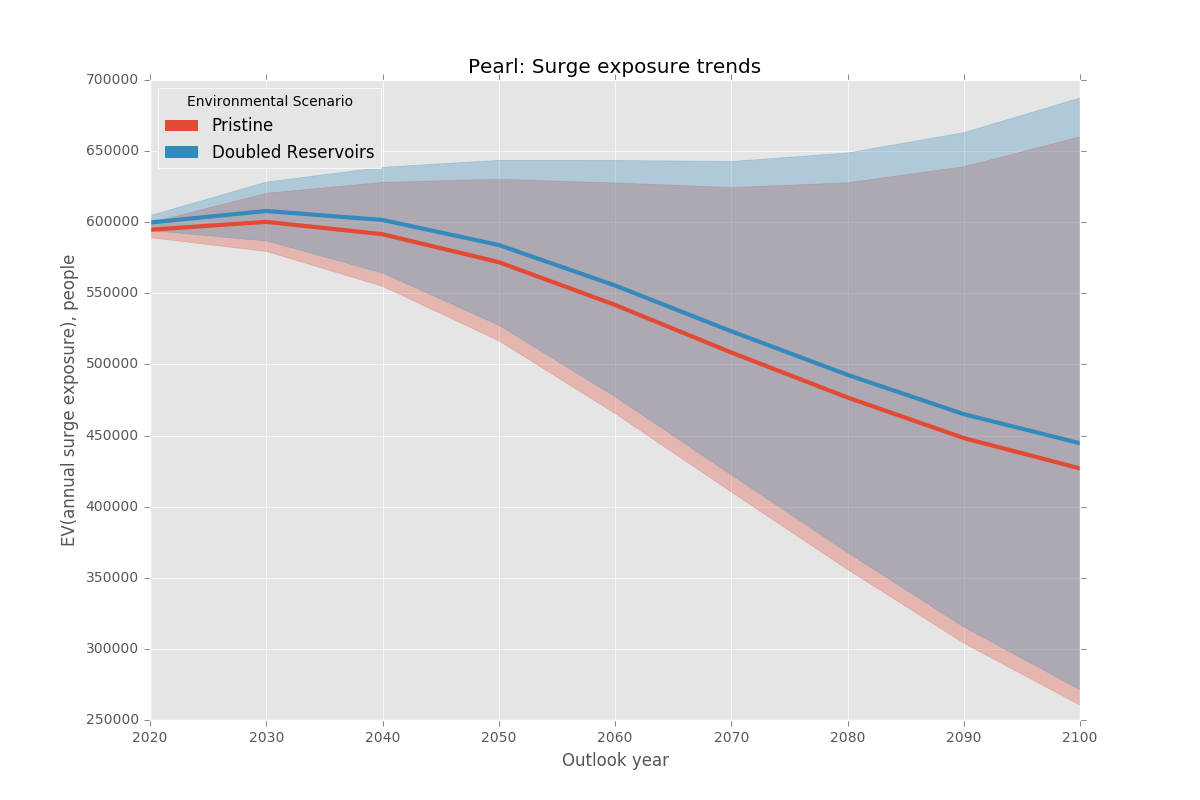 Pearl: Surge exposure trends
Environmental Scenario
Pristine
Doubled Reservoirs
EV(annual surge exposure), people
700000
650000
600000
550000
500000
450000
400000
350000
300000
250000
2020 2030 2040 2050 2060 2070 2080 2090 2100
Outlook year